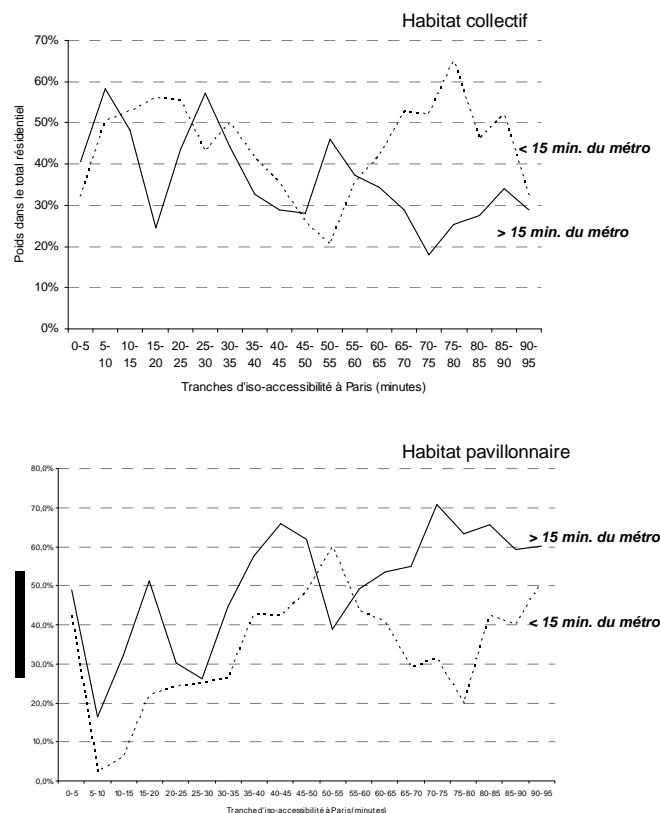 Habitat collectif
70%
60%
50%
40%
30%
20%
10%
0%
Poids dans le total résidentiel
< 15 min. du métro
> 15 min. du métro
0-5 5-10 10-15 15-20 20-25 25-30 30-35 35-40 40-45 45-50 50-55 55-60 60-65 65-70 70-75 75-80 80-85 85-90 90-95
Tranches d'iso-accessibilité à Paris (minutes)
Habitat pavillonnaire
80,0%
70,0%
60,0%
50,0%
40,0%
30,0%
20,0%
10,0%
0,0%
> 15 min. du métro
< 15 min. du métro
0-5 5-10 10-15 15-20 20-25 25-30 30-35 35-40 40-45 45-50 50-55 55-60 60-65 65-70 70-75 75-80 80-85 85-90 90-95
Tranche d'iso-accessibilité à Paris (minutes)